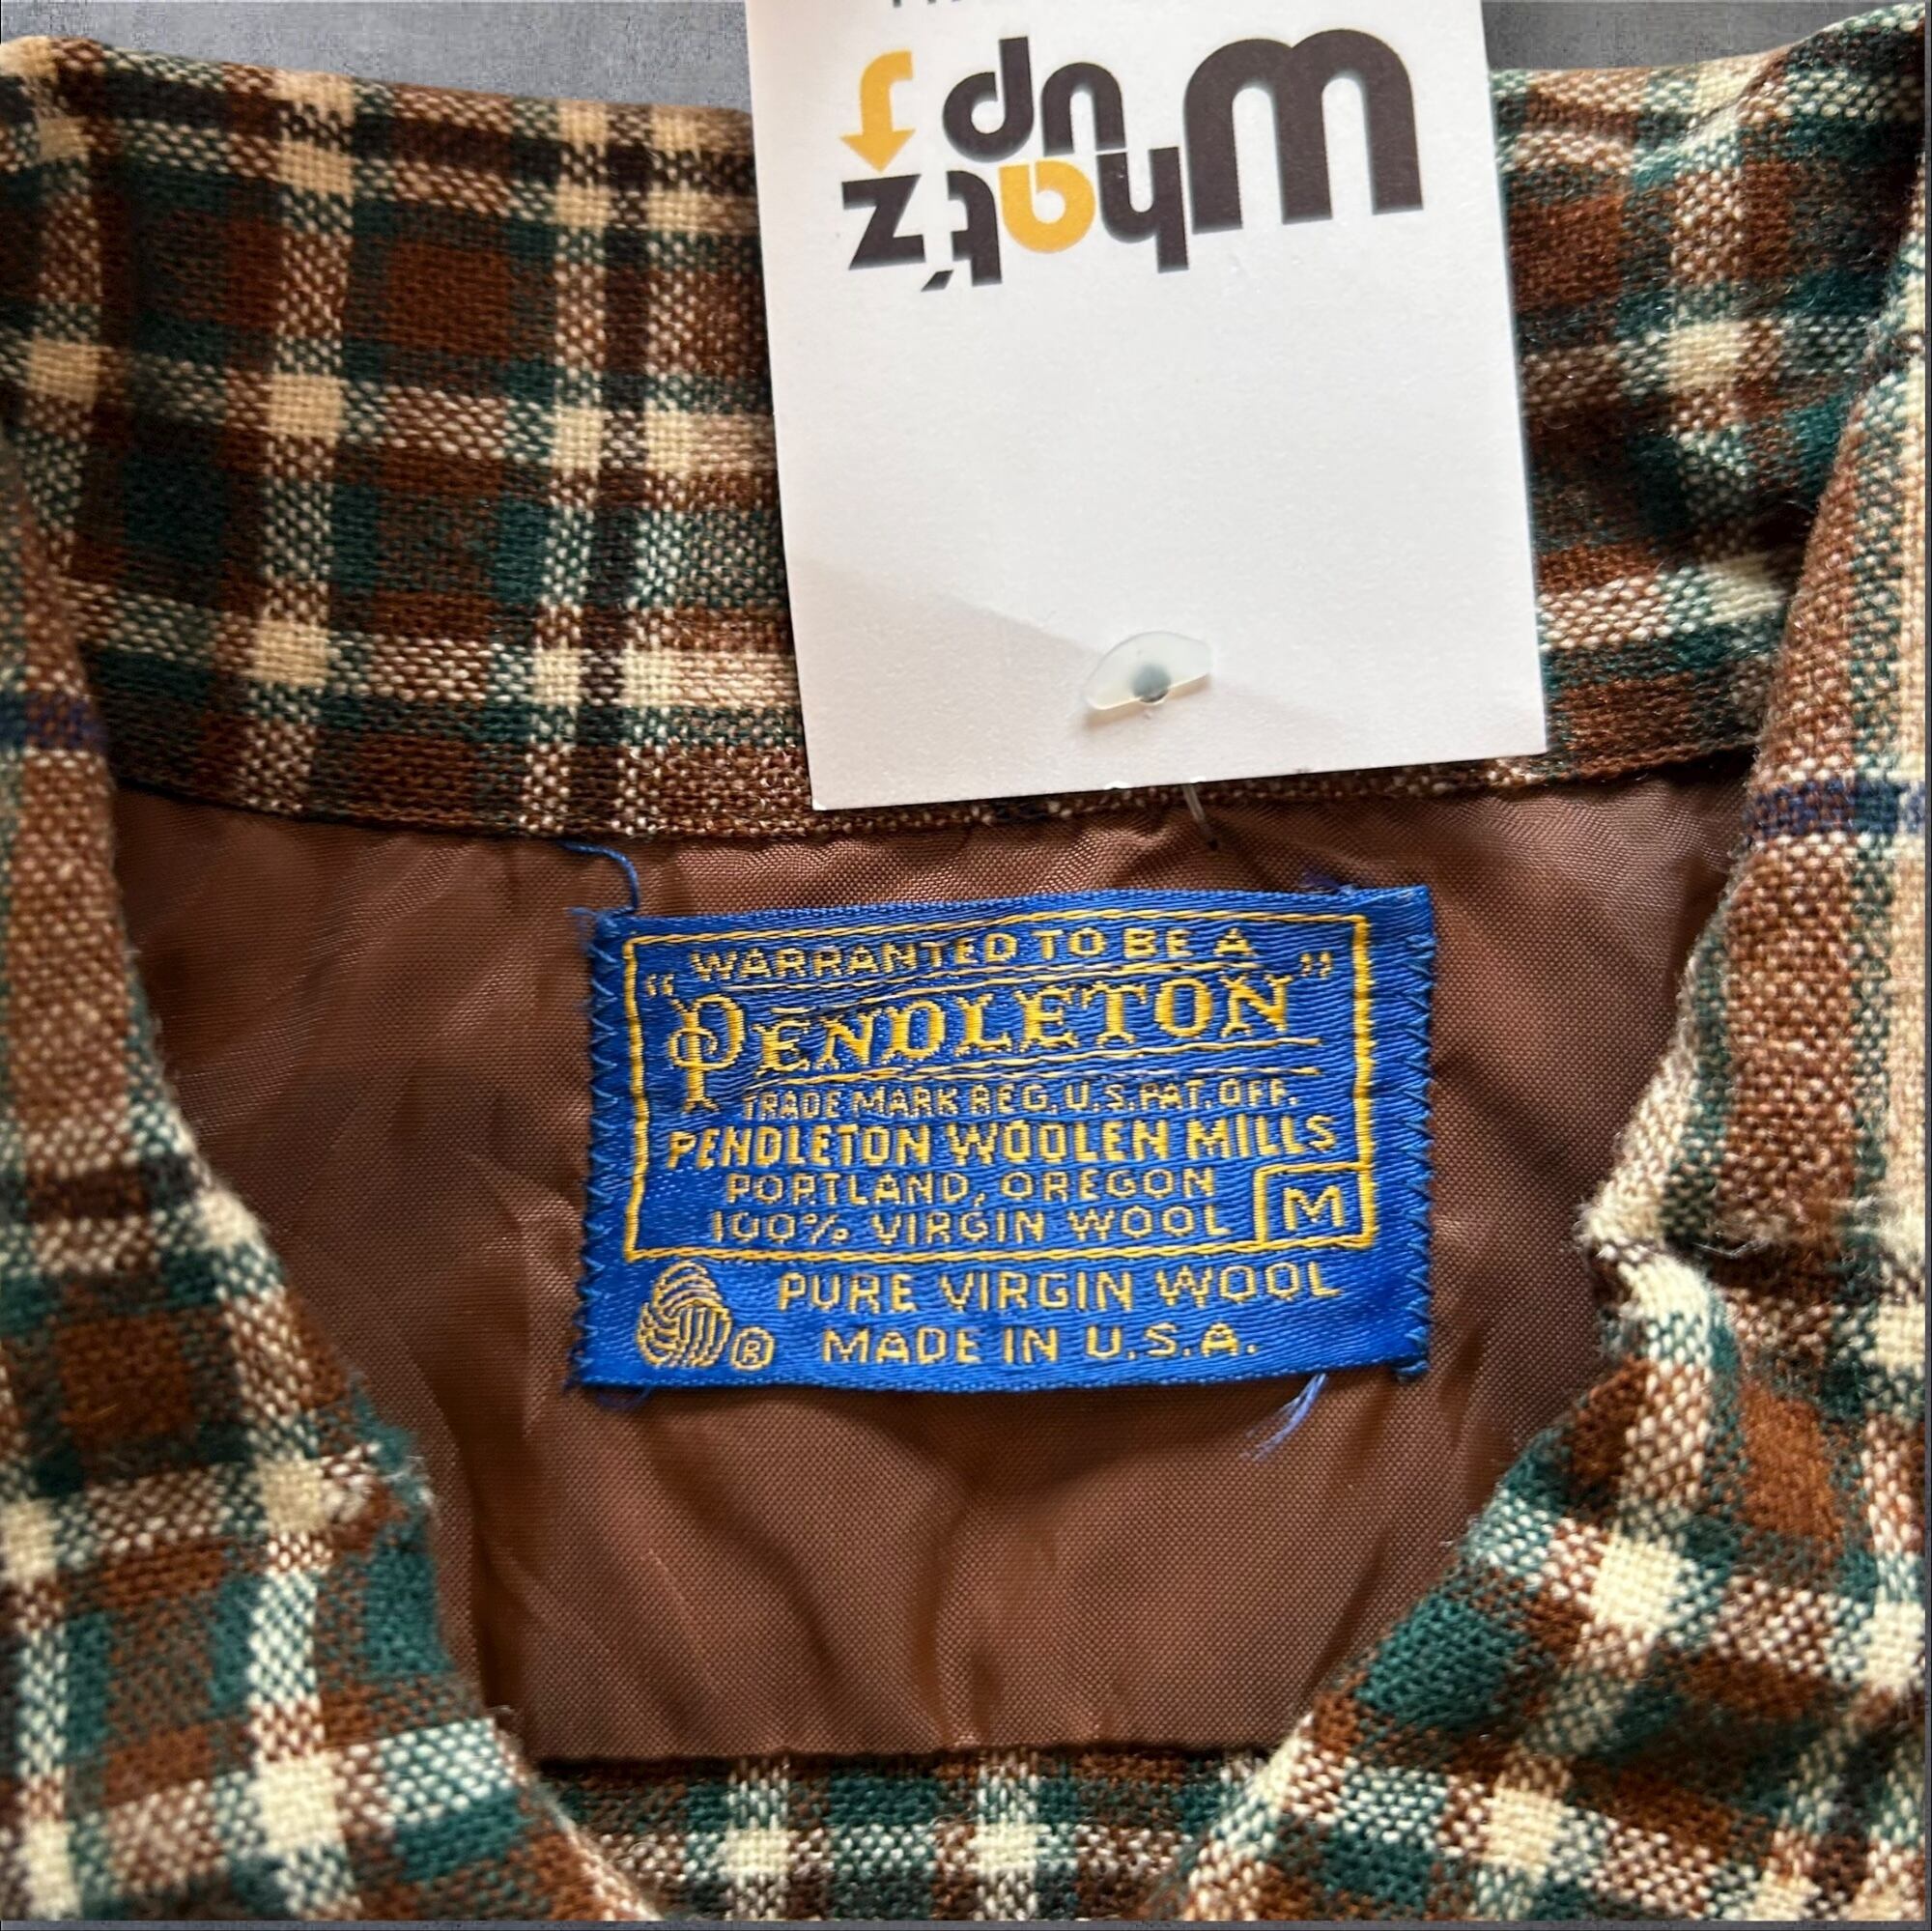 What'z
up
"WARRANTED TO BE A
PENDLETON"
TRADE MARK REG. U.S. PAT. OFF.
PENDLETON WOOLEN MILLS
PORTLAND, OREGON
100% VIRGIN WOOL M
PURE VIRGIN WOOL
® MADE IN U.S.A.